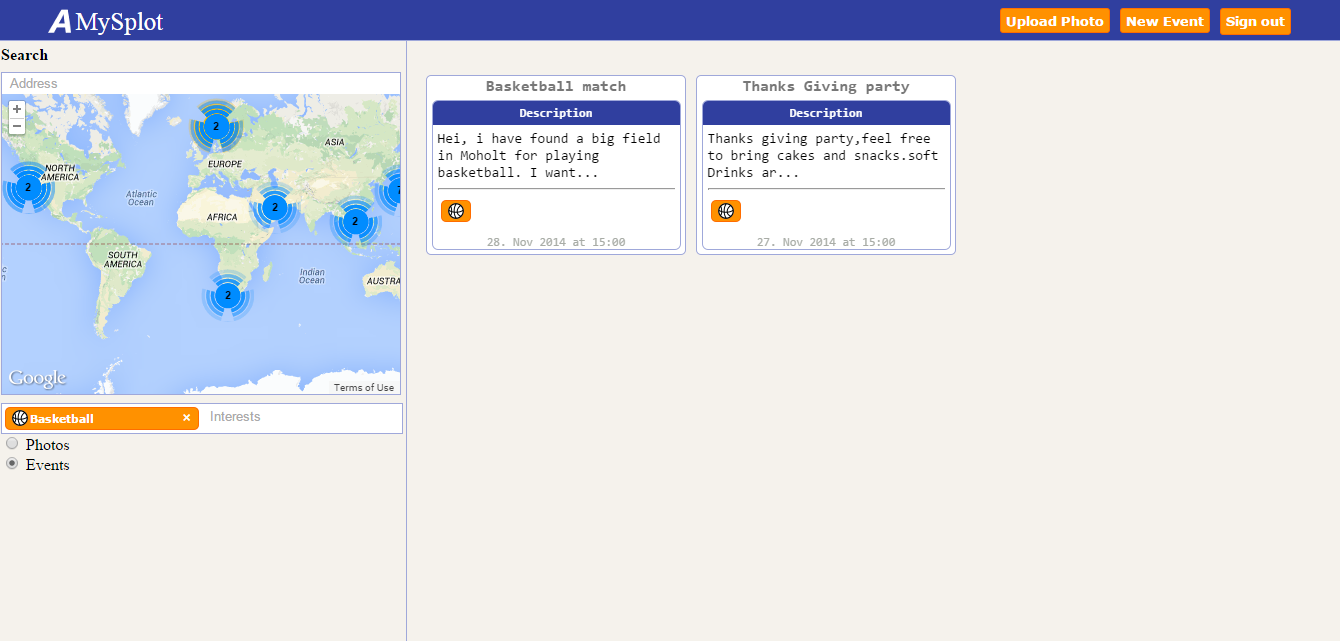 A MySplot
Upload Photo
New Event
Sign out
Search
Address
+
−
2
ASIA
EUROPE
NORTH
AMERICA
2
Atlantic
Ocean
2
AFRICA
2
SOUTH
AMERICA
Indian
Ocean
AUSTRA
2
Google
Terms of Use
Basketball ×
Interests
Photos
Events
Basketball match
Description
Hei, i have found a big field
in Moholt for playing
basketball. I want...
28. Nov 2014 at 15:00
Thanks Giving party
Description
Thanks giving party,feel free
to bring cakes and snacks.soft
Drinks ar...
27. Nov 2014 at 15:00